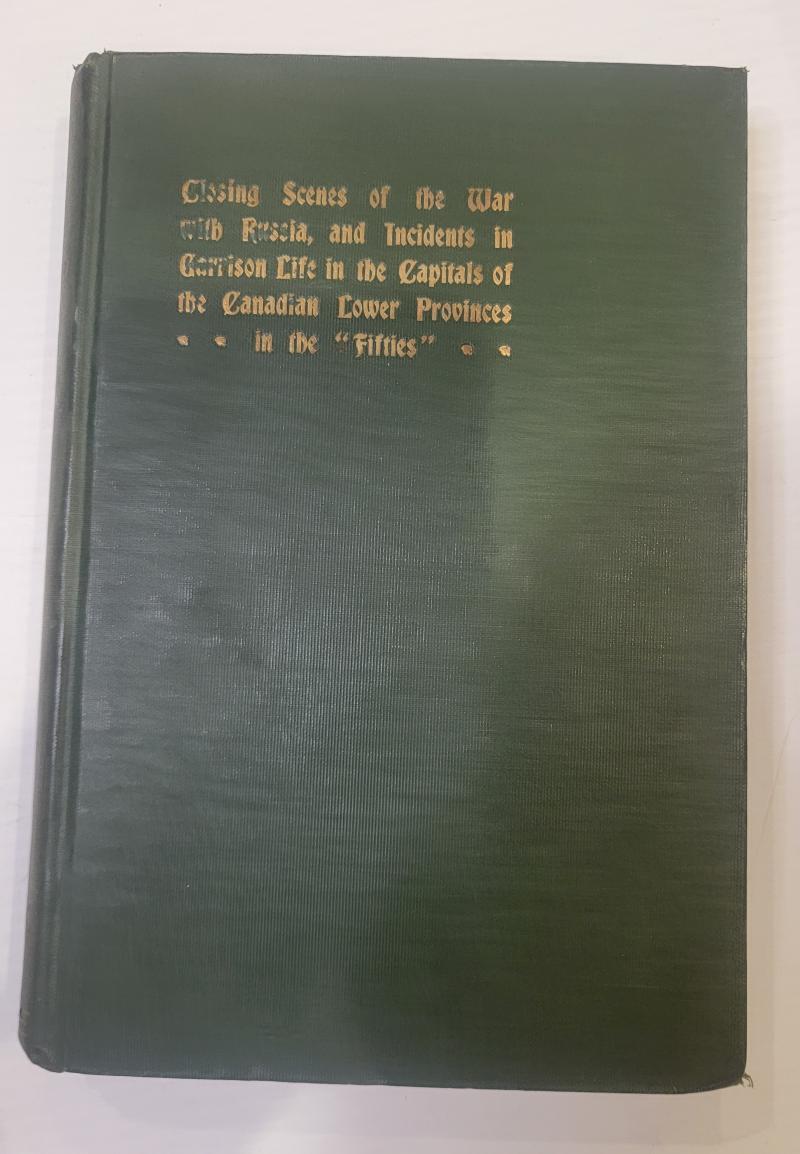 Closing Scenes of the War
with Russia, and Incidents in
Garrison Life in the Capitals of
the Canadian Lower Provinces
in the "Fifties"